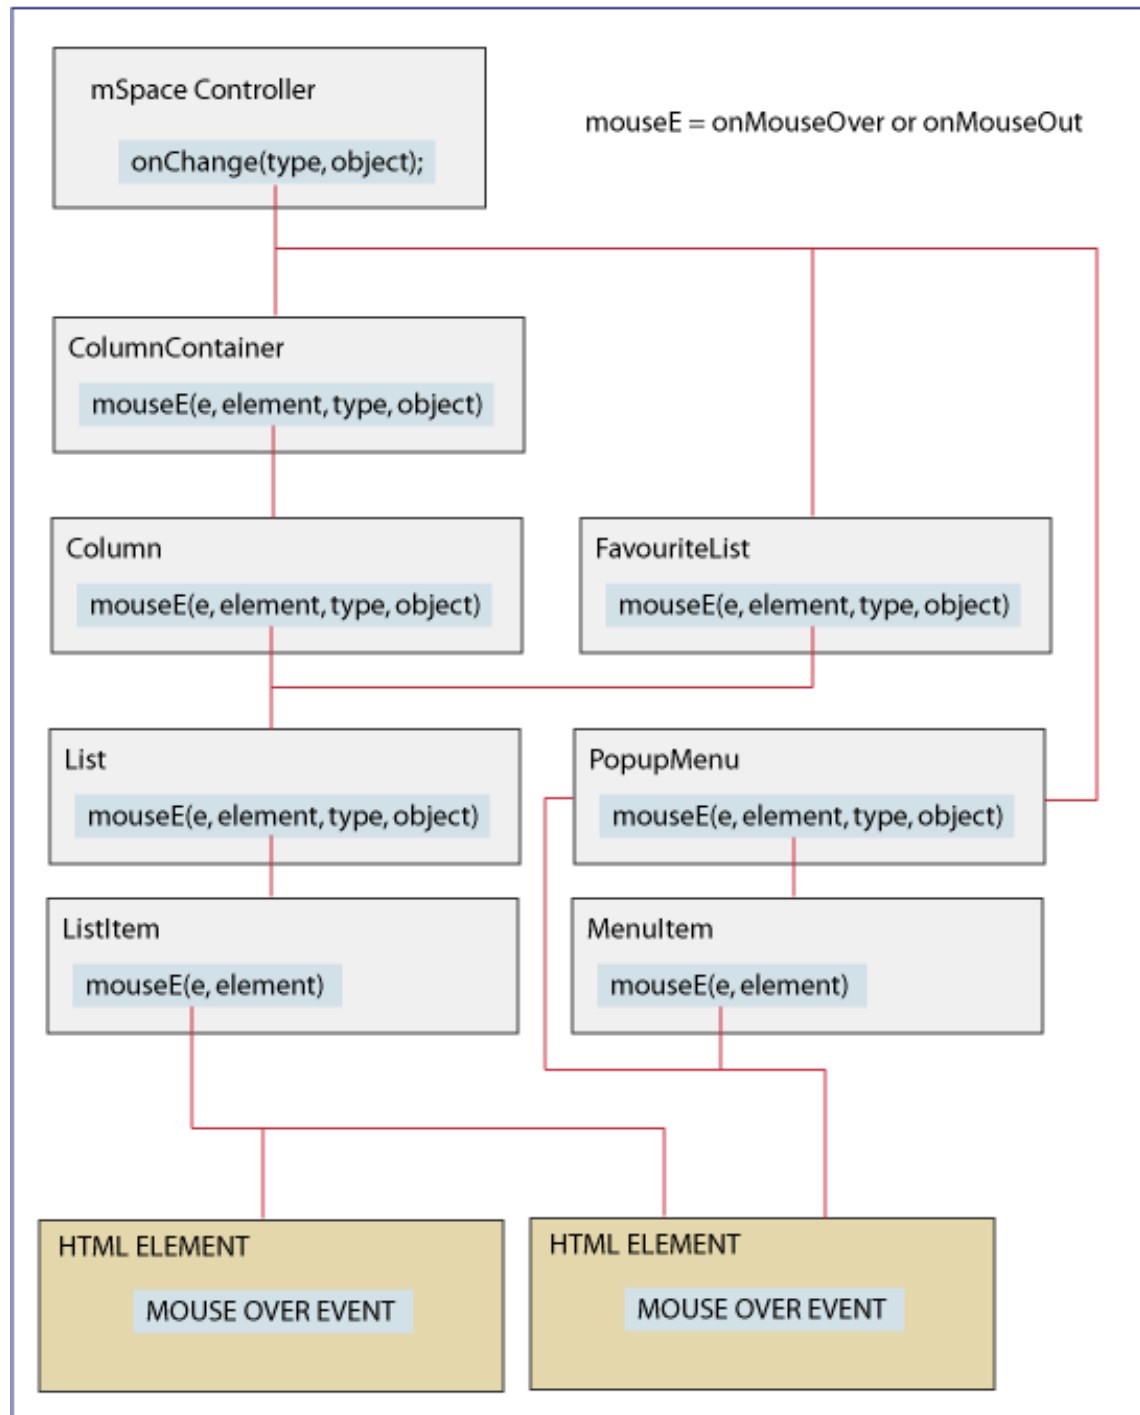 mSpace Controller
mouseE = onMouseOver or onMouseOut
onChange(type, object);
ColumnContainer
mouseE(e, element, type, object)
Column
mouseE(e, element, type, object)
FavouriteList
mouseE(e, element, type, object)
List
mouseE(e, element, type, object)
PopupMenu
mouseE(e, element, type, object)
ListItem
mouseE(e, element)
MenuItem
mouseE(e, element)
HTML ELEMENT
MOUSE OVER EVENT
HTML ELEMENT
MOUSE OVER EVENT